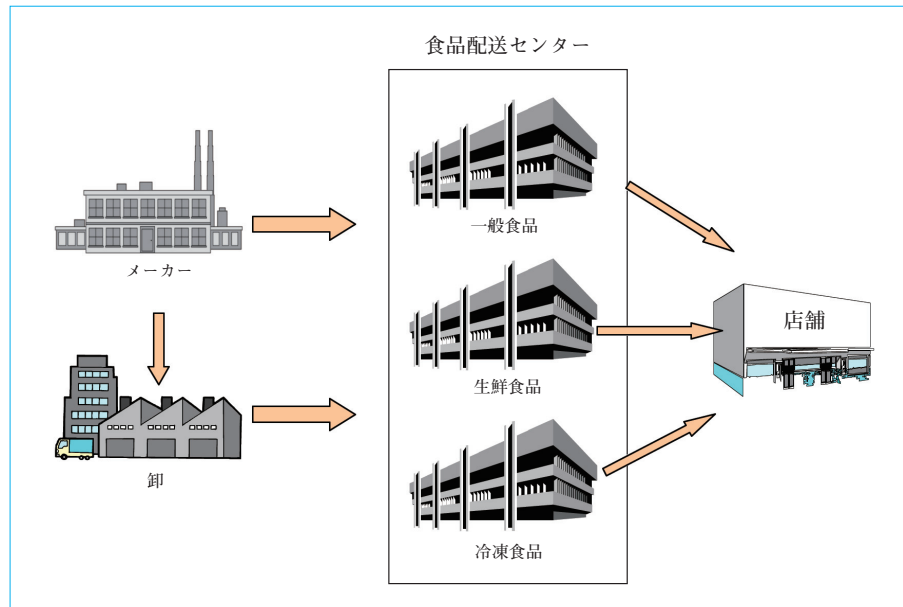 食品配送センター
一般食品
メーカー
店舗
生鮮食品
卸
冷凍食品